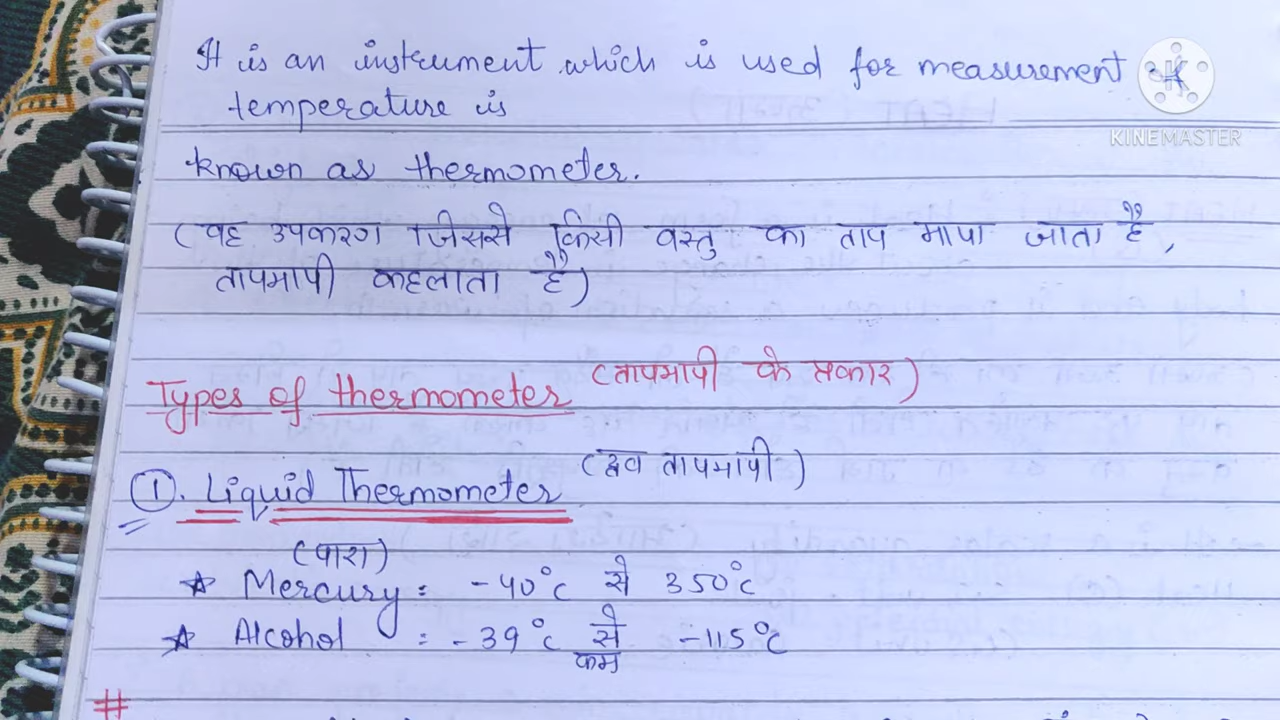 It is an instrument which is used for measurement
temperature is
known as thermometer.
(वह उपकरण जिससे किसी वस्तु का ताप मापा जाता है,
तापमापी कहलाता है)
Types of thermometer (तापमापी के प्रकार)
①. Liquid Thermometer (द्रव तापमापी)
(पारा)
☆ Mercury : -40°C से 350°C
☆ Alcohol : -39°C से -115°C
कम
#
KINEMASTER